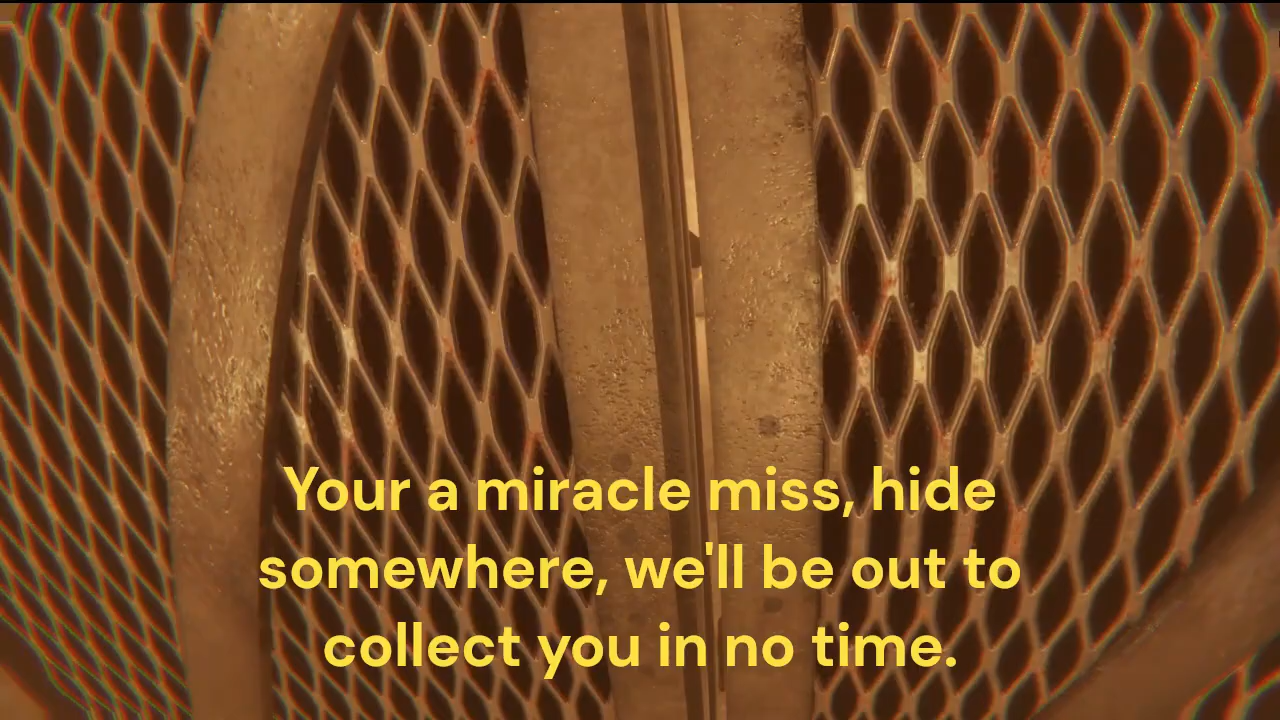 Your a miracle miss, hide
somewhere, we'll be out to
collect you in no time.